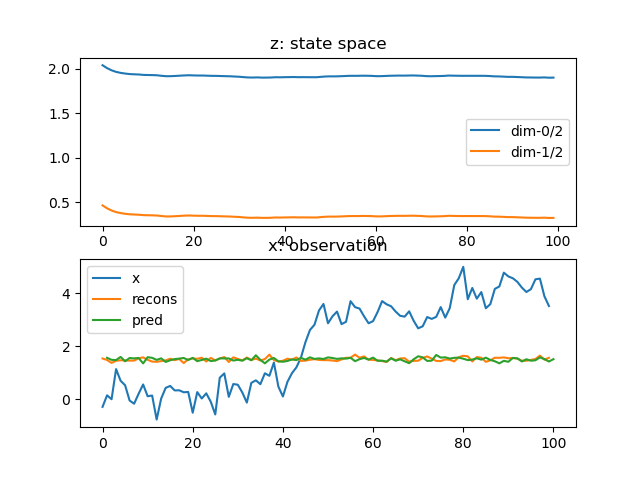 z: state space
2.0
1.5
1.0
0.5
dim-0/2
dim-1/2
0 20 40 60 80 100
x: observation
x
recons
pred
4
2
0
0 20 40 60 80 100